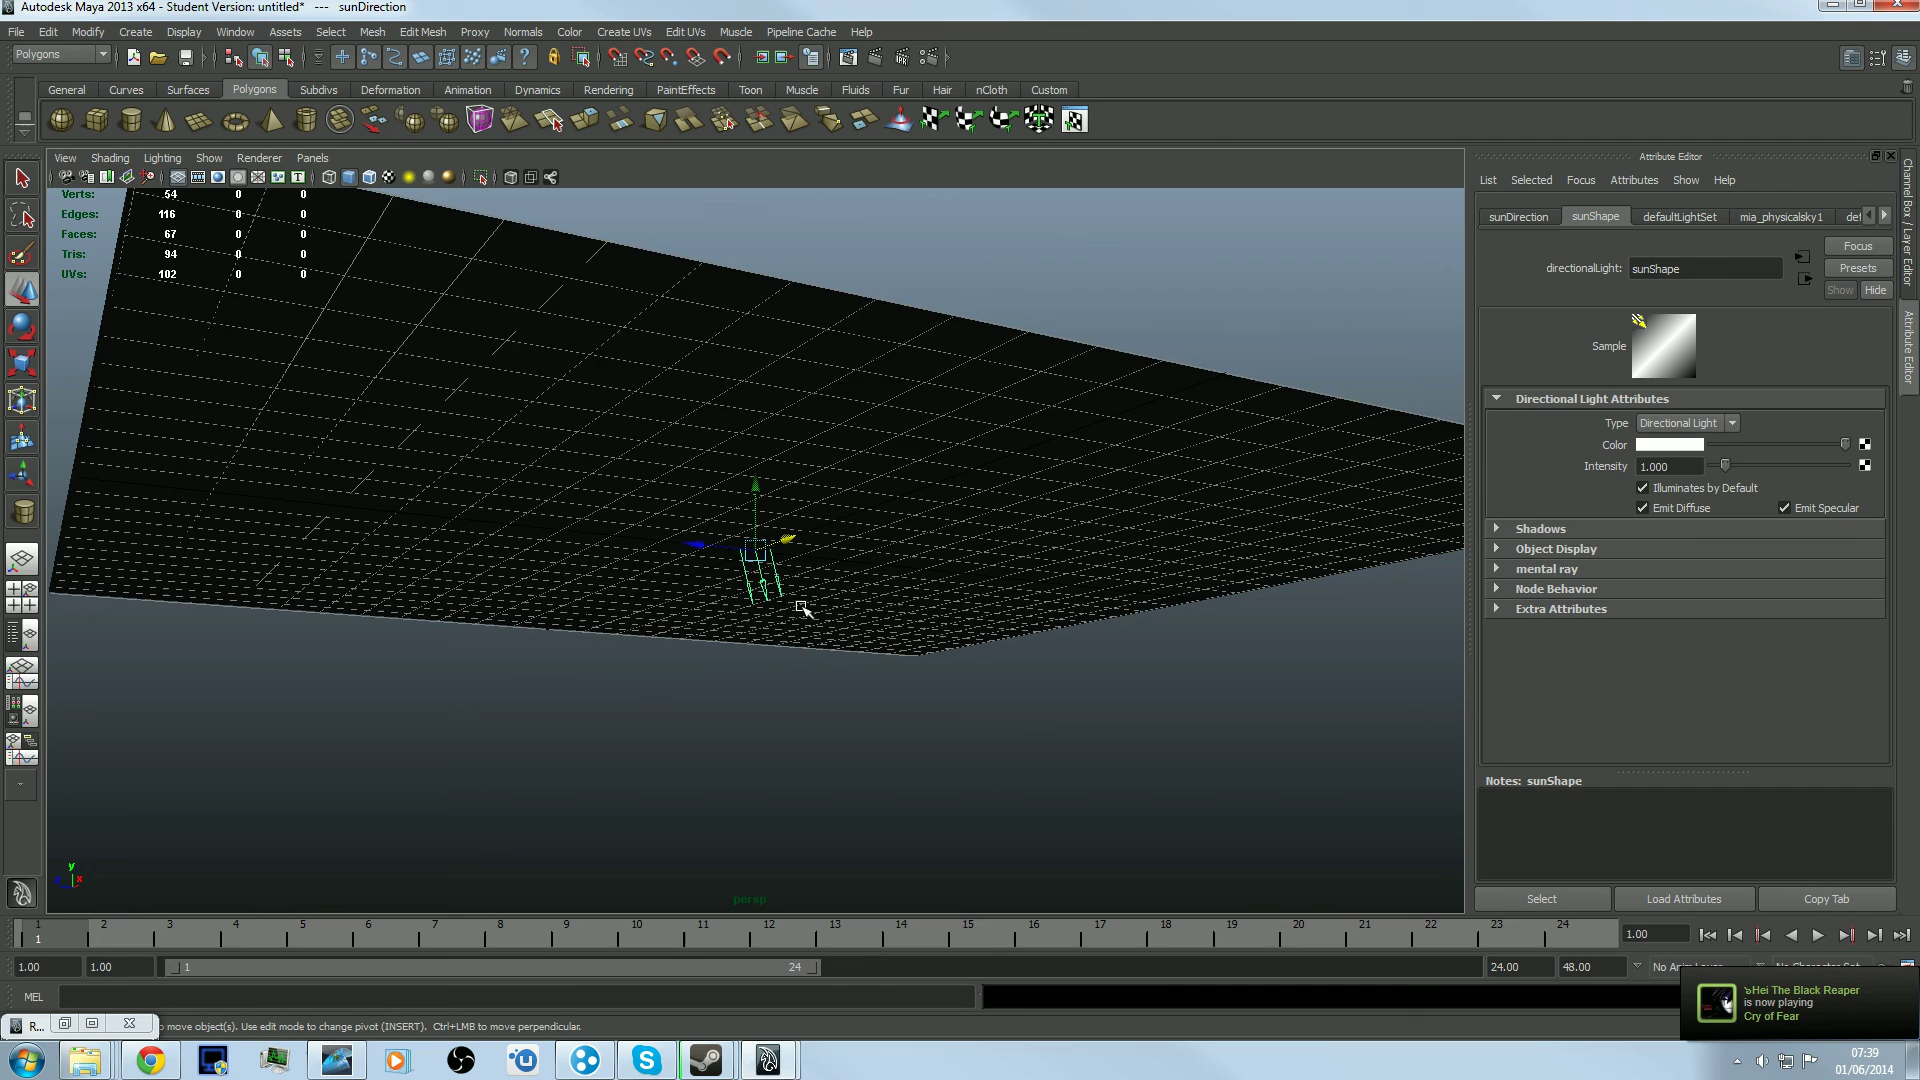 Autodesk Maya 2013 x64 - Student Version: untitled* --- sunDirection
File Edit Modify Create Display Window Assets Select Mesh Edit Mesh Proxy Normals Color Create UVs Edit UVs Muscle Pipeline Cache Help
Polygons
General Curves Surfaces Polygons Subdivs Deformation Animation Dynamics Rendering PaintEffects Toon Muscle Fluids Fur Hair nCloth Custom
View Shading Lighting Show Renderer Panels
Verts: 54 0 0
Edges: 116 0 0
Faces: 67 0 0
Tris: 94 0 0
UVs: 102 0 0
y
x
persp
Attribute Editor
List Selected Focus Attributes Show Help
sunDirection sunShape defaultLightSet mia_physicalsky1 def
Focus
directionalLight: sunShape
Presets
Show Hide
Sample
Directional Light Attributes
Type Directional Light
Color
Intensity 1.000
Illuminates by Default
Emit Diffuse Emit Specular
Shadows
Object Display
mental ray
Node Behavior
Extra Attributes
Notes: sunShape
Select Load Attributes Copy Tab
Channel Box / Layer Editor
Attribute Editor
1 2 3 4 5 6 7 8 9 10 11 12 13 14 15 16 17 18 19 20 21 22 23 24
1
1.00
1.00 1.00 1 24 24.00 48.00
MEL
R...
o move object(s). Use edit mode to change pivot (INSERT). Ctrl+LMB to move perpendicular.
Hei The Black Reaper
is now playing
Cry of Fear
07:39
01/06/2014